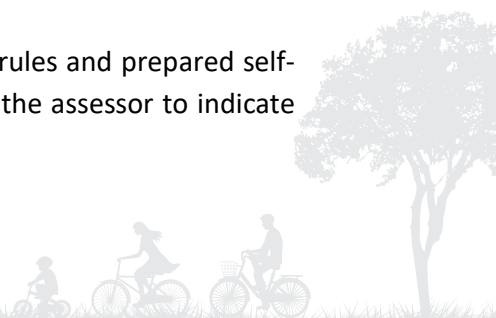 rules and prepared self-
the assessor to indicate